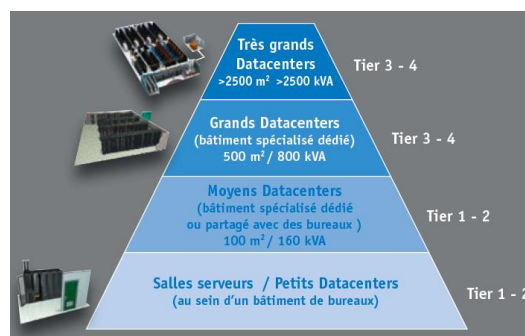 Très grands
Datacenters
>2500 m² >2500 kVA
Tier 3 - 4
Grands Datacenters
(bâtiment spécialisé dédié)
500 m²/ 800 kVA
Tier 3 - 4
Moyens Datacenters
(bâtiment spécialisé dédié
ou partagé avec des bureaux )
100 m²/ 160 kVA
Tier 1 - 2
Salles serveurs / Petits Datacenters
(au sein d'un bâtiment de bureaux)
Tier 1 - 2